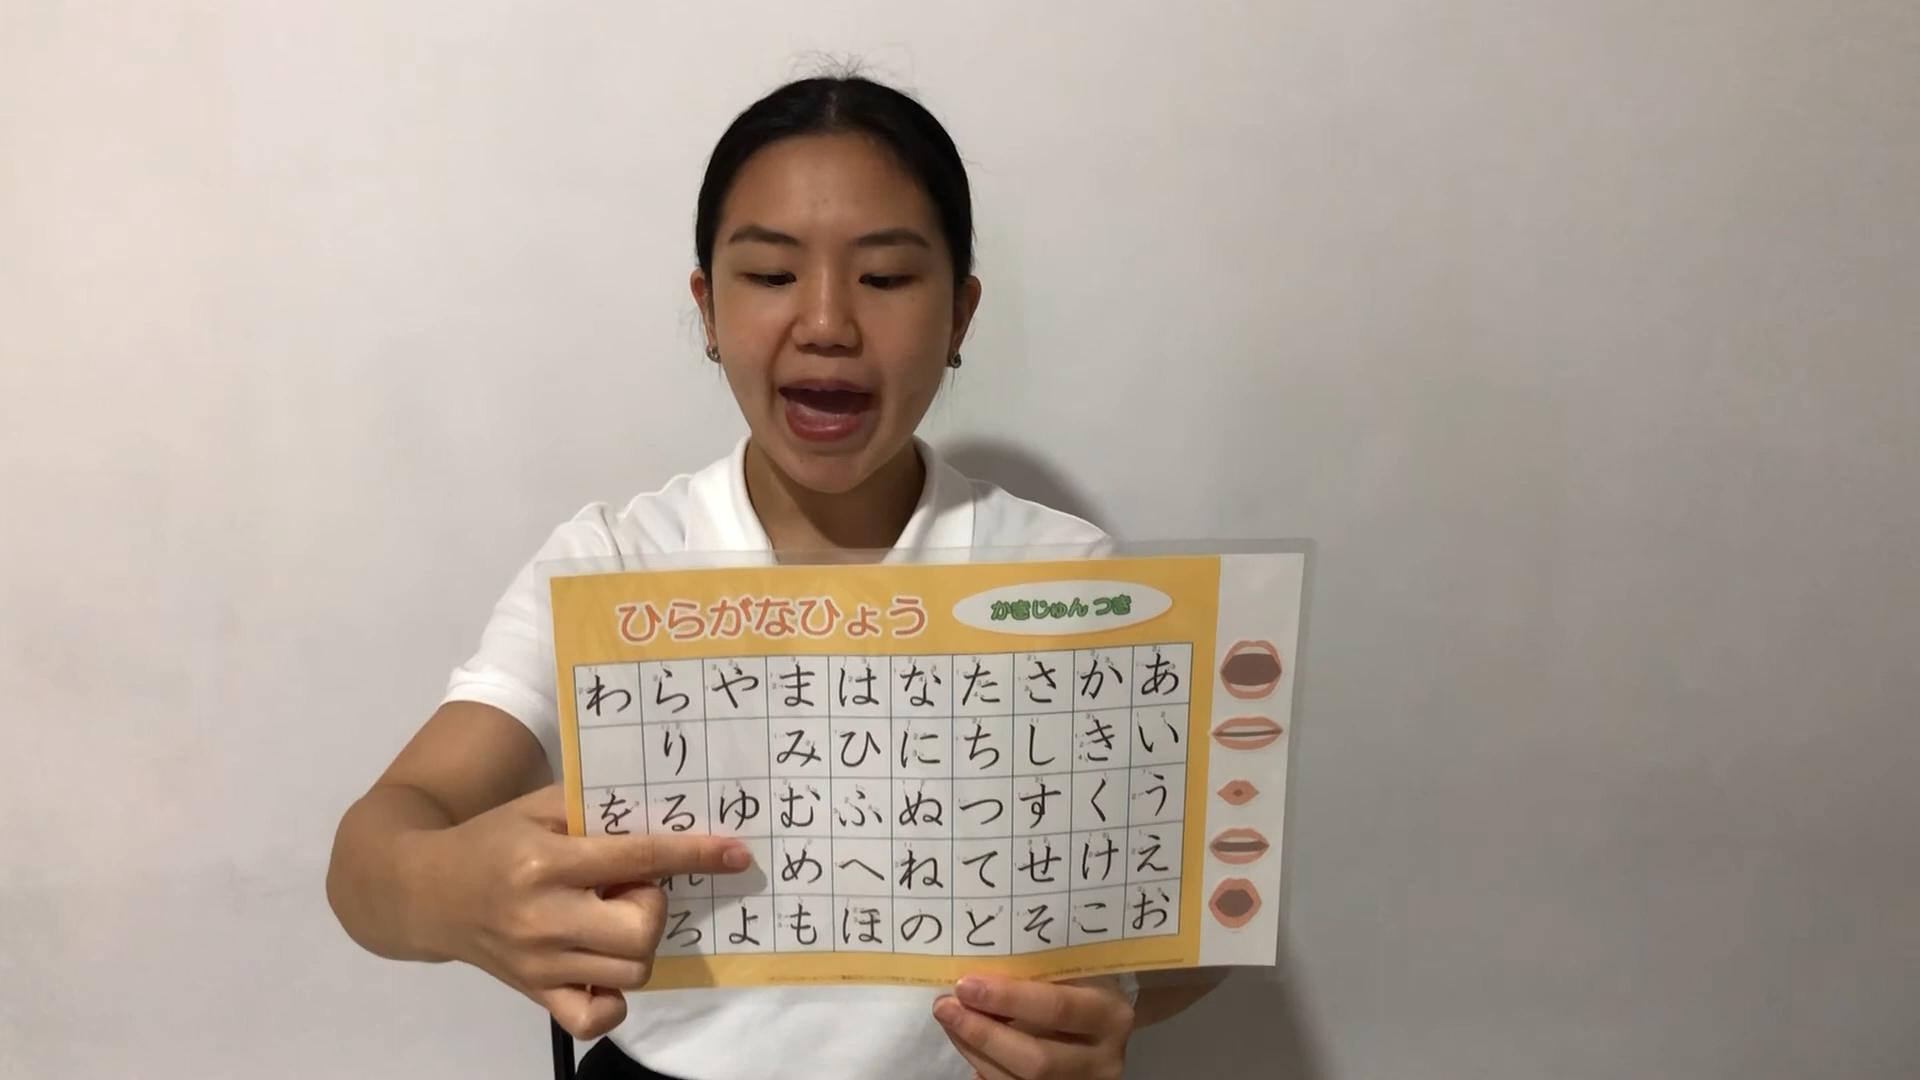 ひらがなひょう
かきじゅん つき
わ ら や ま は な た さ か あ
り み ひ に ち し き い
を る ゆ む ふ ぬ つ す く う
れ め へ ね て せ け え
ろ よ も ほ の と そ こ お